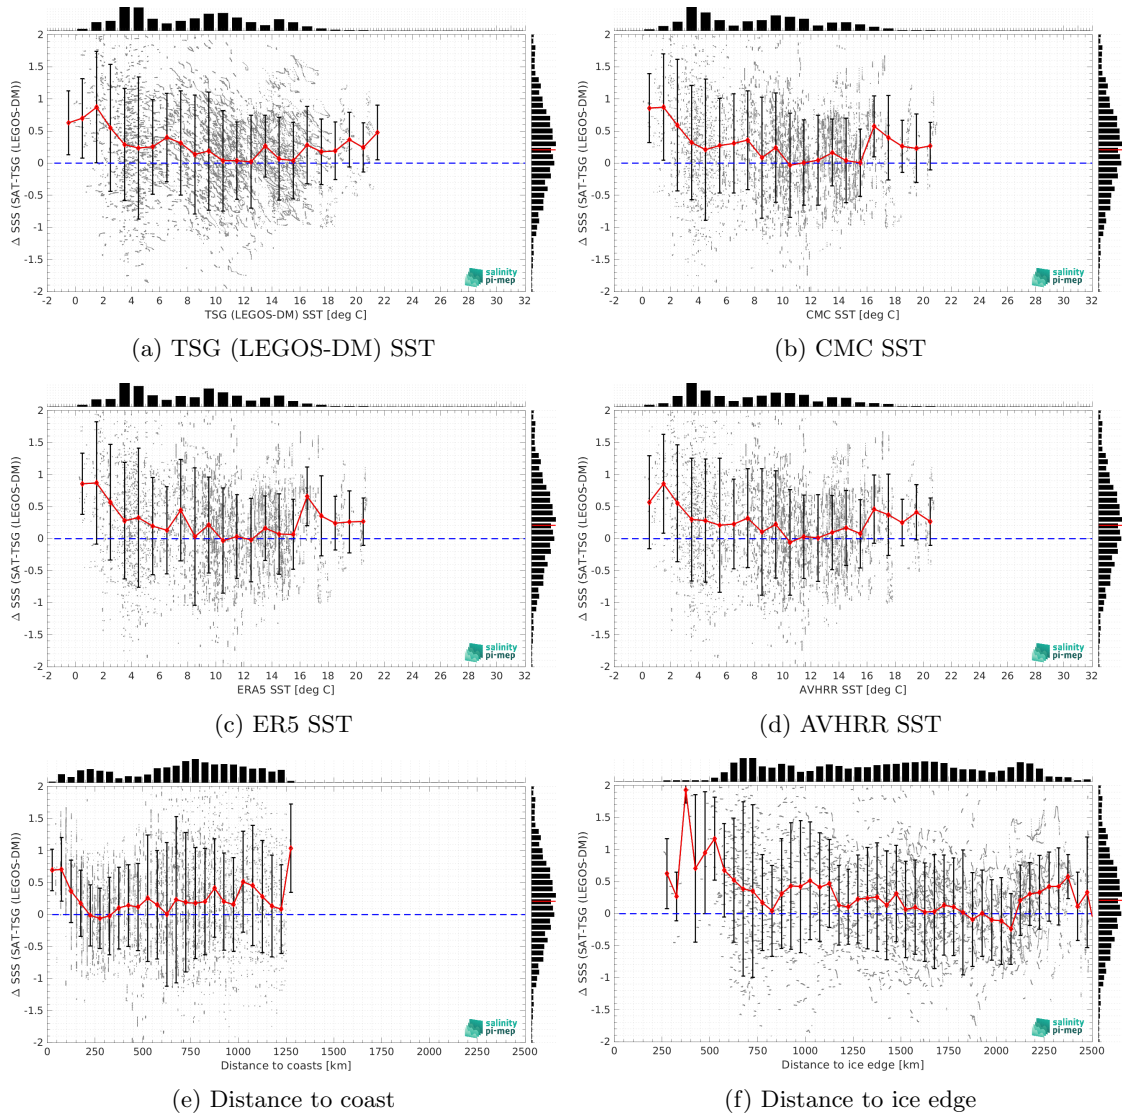 2
1.5
1
0.5
0
-0.5
-1
-1.5
-2
Δ SSS (SAT-TSG (LEGOS-DM))
salinity
pi-mep
-2 0 2 4 6 8 10 12 14 16 18 20 22 24 26 28 30 32
TSG (LEGOS-DM) SST [deg C]
(a) TSG (LEGOS-DM) SST
2
1.5
1
0.5
0
-0.5
-1
-1.5
-2
Δ SSS (SAT-TSG (LEGOS-DM))
salinity
pi-mep
-2 0 2 4 6 8 10 12 14 16 18 20 22 24 26 28 30 32
CMC SST [deg C]
(b) CMC SST
2
1.5
1
0.5
0
-0.5
-1
-1.5
-2
Δ SSS (SAT-TSG (LEGOS-DM))
salinity
pi-mep
-2 0 2 4 6 8 10 12 14 16 18 20 22 24 26 28 30 32
ERA5 SST [deg C]
(c) ER5 SST
2
1.5
1
0.5
0
-0.5
-1
-1.5
-2
Δ SSS (SAT-TSG (LEGOS-DM))
salinity
pi-mep
-2 0 2 4 6 8 10 12 14 16 18 20 22 24 26 28 30 32
AVHRR SST [deg C]
(d) AVHRR SST
2
1.5
1
0.5
0
-0.5
-1
-1.5
-2
Δ SSS (SAT-TSG (LEGOS-DM))
salinity
pi-mep
0 250 500 750 1000 1250 1500 1750 2000 2250 2500
Distance to coasts [km]
(e) Distance to coast
2
1.5
1
0.5
0
-0.5
-1
-1.5
-2
Δ SSS (SAT-TSG (LEGOS-DM))
salinity
pi-mep
0 250 500 750 1000 1250 1500 1750 2000 2250 2500
Distance to ice edge [km]
(f) Distance to ice edge